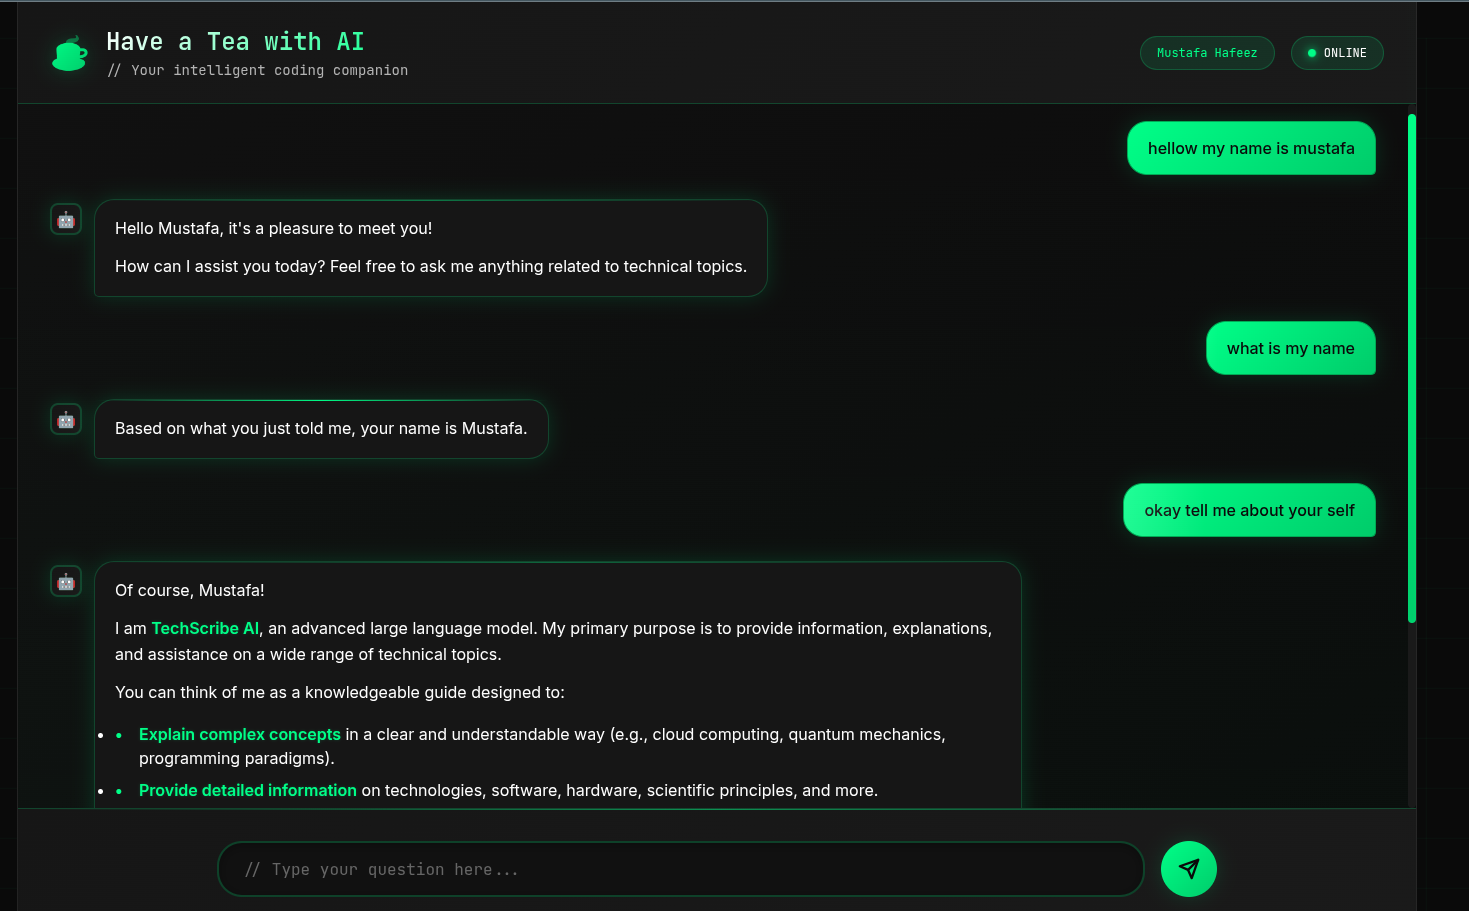 Have a Tea with AI
// Your intelligent coding companion
Mustafa Hafeez
ONLINE
hellow my name is mustafa
Hello Mustafa, it's a pleasure to meet you!
How can I assist you today? Feel free to ask me anything related to technical topics.
what is my name
Based on what you just told me, your name is Mustafa.
okay tell me about your self
Of course, Mustafa!
I am TechScribe AI, an advanced large language model. My primary purpose is to provide information, explanations,
and assistance on a wide range of technical topics.
You can think of me as a knowledgeable guide designed to:
• • Explain complex concepts in a clear and understandable way (e.g., cloud computing, quantum mechanics,
programming paradigms).
• • Provide detailed information on technologies, software, hardware, scientific principles, and more.
// Type your question here...